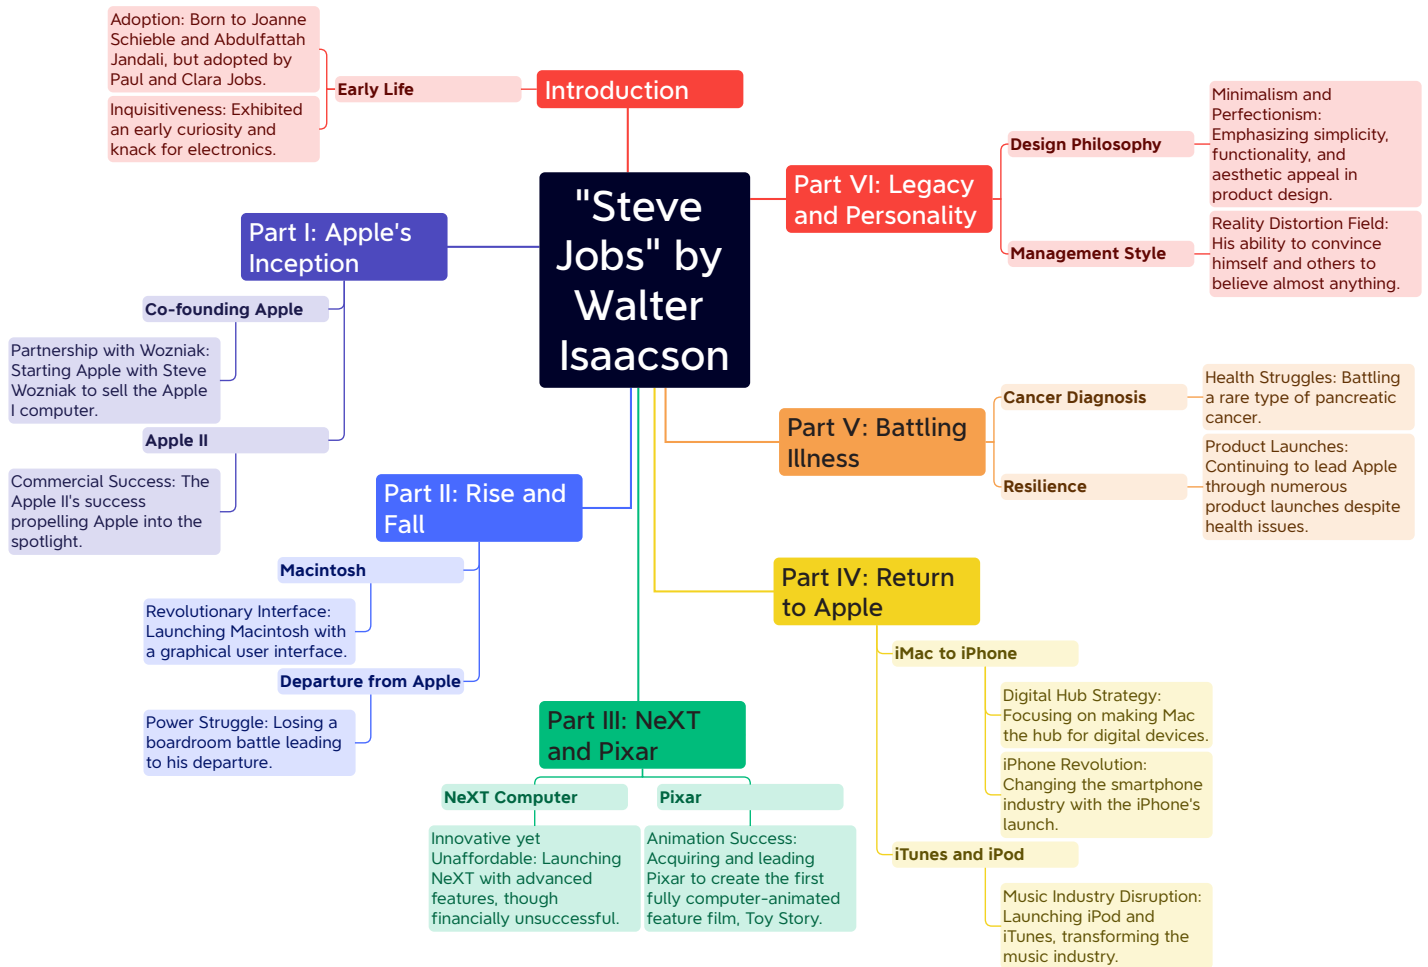 "Steve
Jobs" by
Walter
Isaacson
Introduction
Early Life
Adoption: Born to Joanne
Schieble and Abdulfattah
Jandali, but adopted by
Paul and Clara Jobs.
Inquisitiveness: Exhibited
an early curiosity and
knack for electronics.
Part I: Apple's
Inception
Co-founding Apple
Partnership with Wozniak:
Starting Apple with Steve
Wozniak to sell the Apple
I computer.
Apple II
Commercial Success: The
Apple II's success
propelling Apple into the
spotlight.
Part II: Rise and
Fall
Macintosh
Revolutionary Interface:
Launching Macintosh with
a graphical user interface.
Departure from Apple
Power Struggle: Losing a
boardroom battle leading
to his departure.
Part III: NeXT
and Pixar
NeXT Computer
Innovative yet
Unaffordable: Launching
NeXT with advanced
features, though
financially unsuccessful.
Pixar
Animation Success:
Acquiring and leading
Pixar to create the first
fully computer-animated
feature film, Toy Story.
Part IV: Return
to Apple
iMac to iPhone
Digital Hub Strategy:
Focusing on making Mac
the hub for digital devices.
iPhone Revolution:
Changing the smartphone
industry with the iPhone's
launch.
iTunes and iPod
Music Industry Disruption:
Launching iPod and
iTunes, transforming the
music industry.
Part V: Battling
Illness
Cancer Diagnosis
Health Struggles: Battling
a rare type of pancreatic
cancer.
Resilience
Product Launches:
Continuing to lead Apple
through numerous
product launches despite
health issues.
Part VI: Legacy
and Personality
Design Philosophy
Minimalism and
Perfectionism:
Emphasizing simplicity,
functionality, and
aesthetic appeal in
product design.
Management Style
Reality Distortion Field:
His ability to convince
himself and others to
believe almost anything.